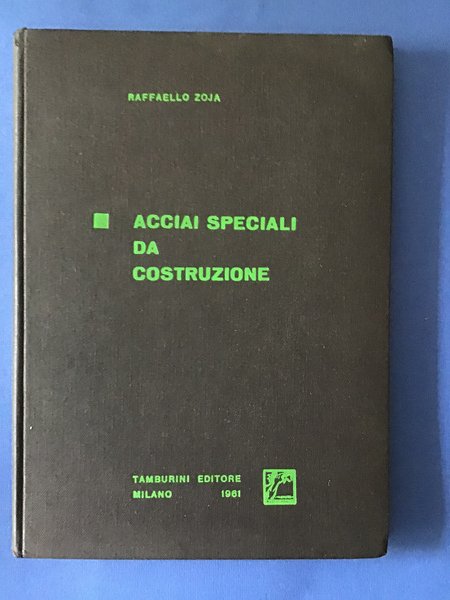 RAFFAELLO ZOJA
ACCIAI SPECIALI
DA
COSTRUZIONE
TAMBURINI EDITORE
MILANO 1961